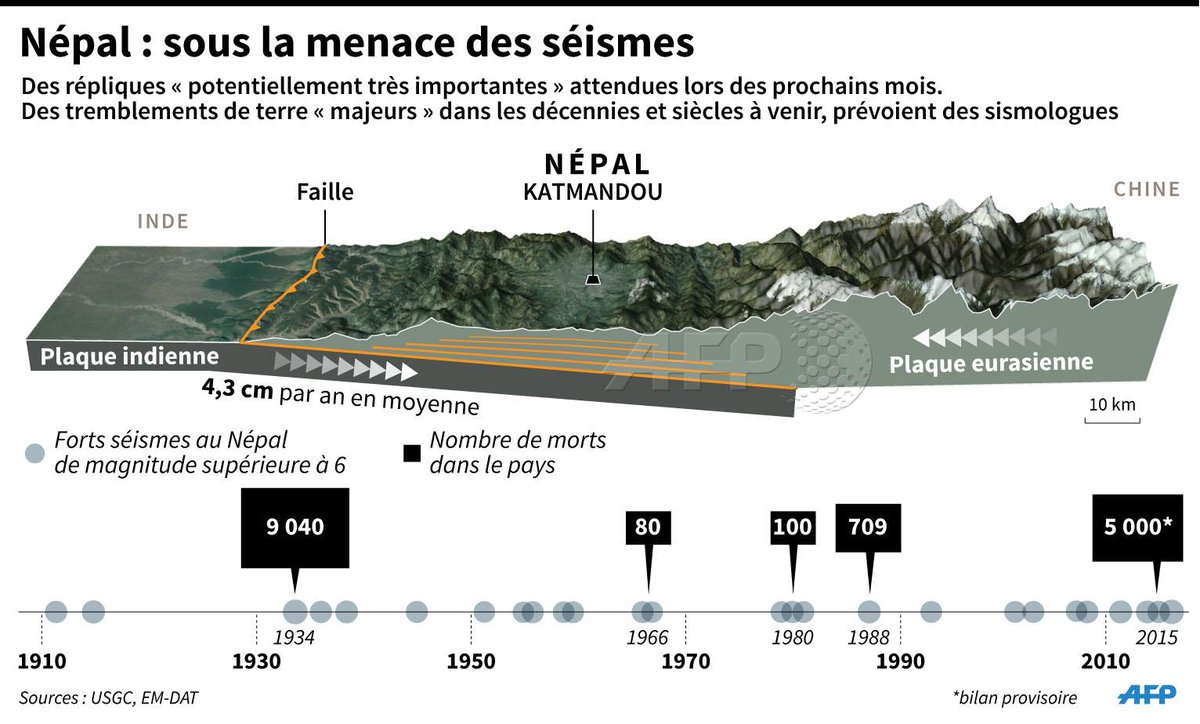 Népal : sous la menace des séismes
Des répliques « potentiellement très importantes » attendues lors des prochains mois.
Des tremblements de terre « majeurs » dans les décennies et siècles à venir, prévoient des sismologues
NÉPAL
KATMANDOU
Faille
INDE
CHINE
Plaque indienne
4,3 cm par an en moyenne
AFP
Plaque eurasienne
10 km
Forts séismes au Népal
de magnitude supérieure à 6
Nombre de morts
dans le pays
9 040
80
100
709
5 000*
1934
1966
1980
1988
2015
1910
1930
1950
1970
1990
2010
Sources : USGC, EM-DAT
*bilan provisoire
AFP